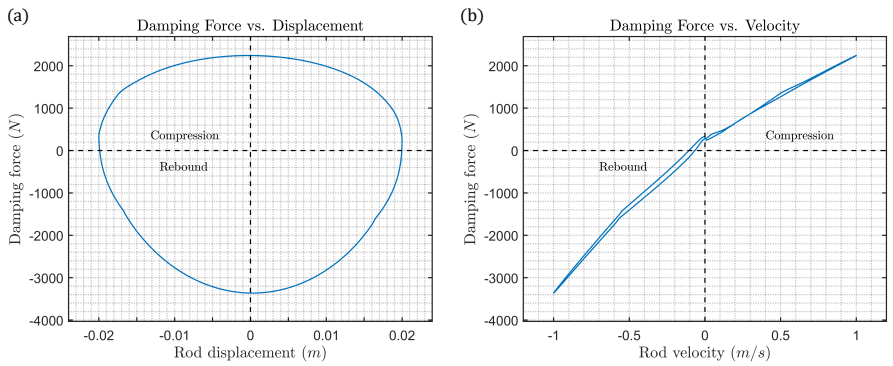 (a)
Damping Force vs. Displacement
Damping force (N)
2000
1000
0
-1000
-2000
-3000
-4000
Compression
Rebound
-0.02
-0.01
0
0.01
0.02
Rod displacement (m)
(b)
Damping Force vs. Velocity
Damping force (N)
2000
1000
0
-1000
-2000
-3000
-4000
Compression
Rebound
-1
-0.5
0
0.5
1
Rod velocity (m/s)